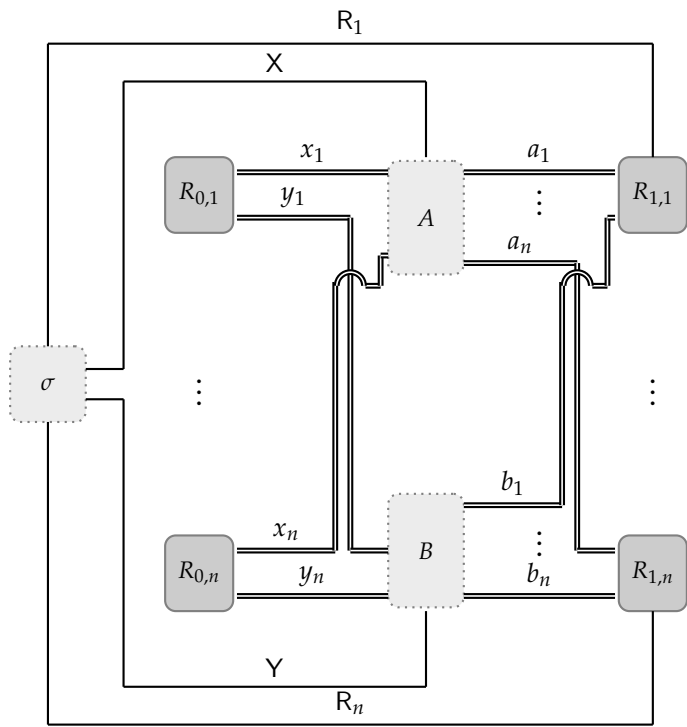 R₁
X
x₁ a₁
R₀,₁ y₁ A ⋮ R₁,₁
aₙ
σ ⋮ ⋮
b₁
xₙ B ⋮
R₀,ₙ yₙ bₙ R₁,ₙ
Y
Rₙ